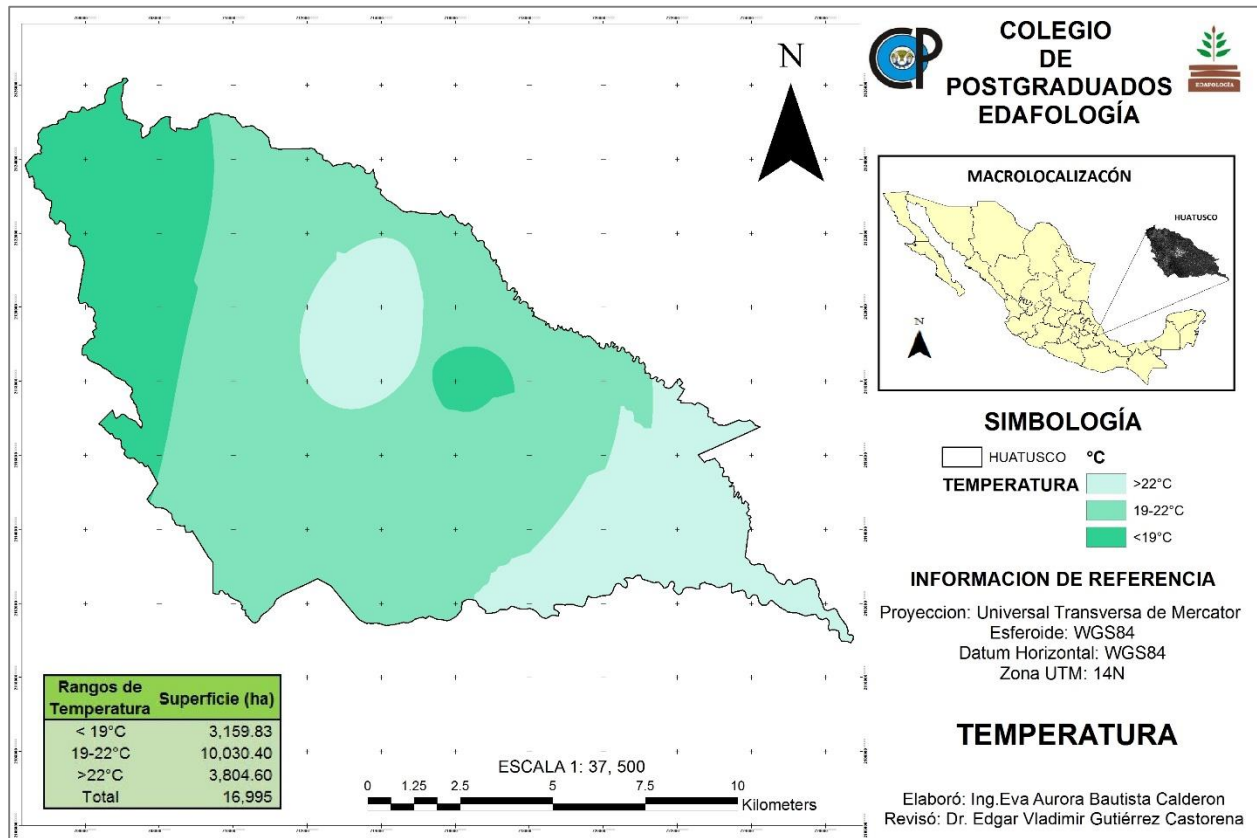 N
COLEGIO
DE
POSTGRADUADOS
EDAFOLOGÍA
CP
EDAFOLOGÍA
MACROLOCALIZACÓN
HUATUSCO
N
SIMBOLOGÍA
HUATUSCO °C
TEMPERATURA >22°C
19-22°C
<19°C
INFORMACION DE REFERENCIA
Proyeccion: Universal Transversa de Mercator
Esferoide: WGS84
Datum Horizontal: WGS84
Zona UTM: 14N
TEMPERATURA
Elaboró: Ing.Eva Aurora Bautista Calderon
Revisó: Dr. Edgar Vladimir Gutiérrez Castorena
Rangos de Temperatura Superficie (ha)
< 19°C 3,159.83
19-22°C 10,030.40
>22°C 3,804.60
Total 16,995
ESCALA 1: 37, 500
0 1.25 2.5 5 7.5 10
Kilometers